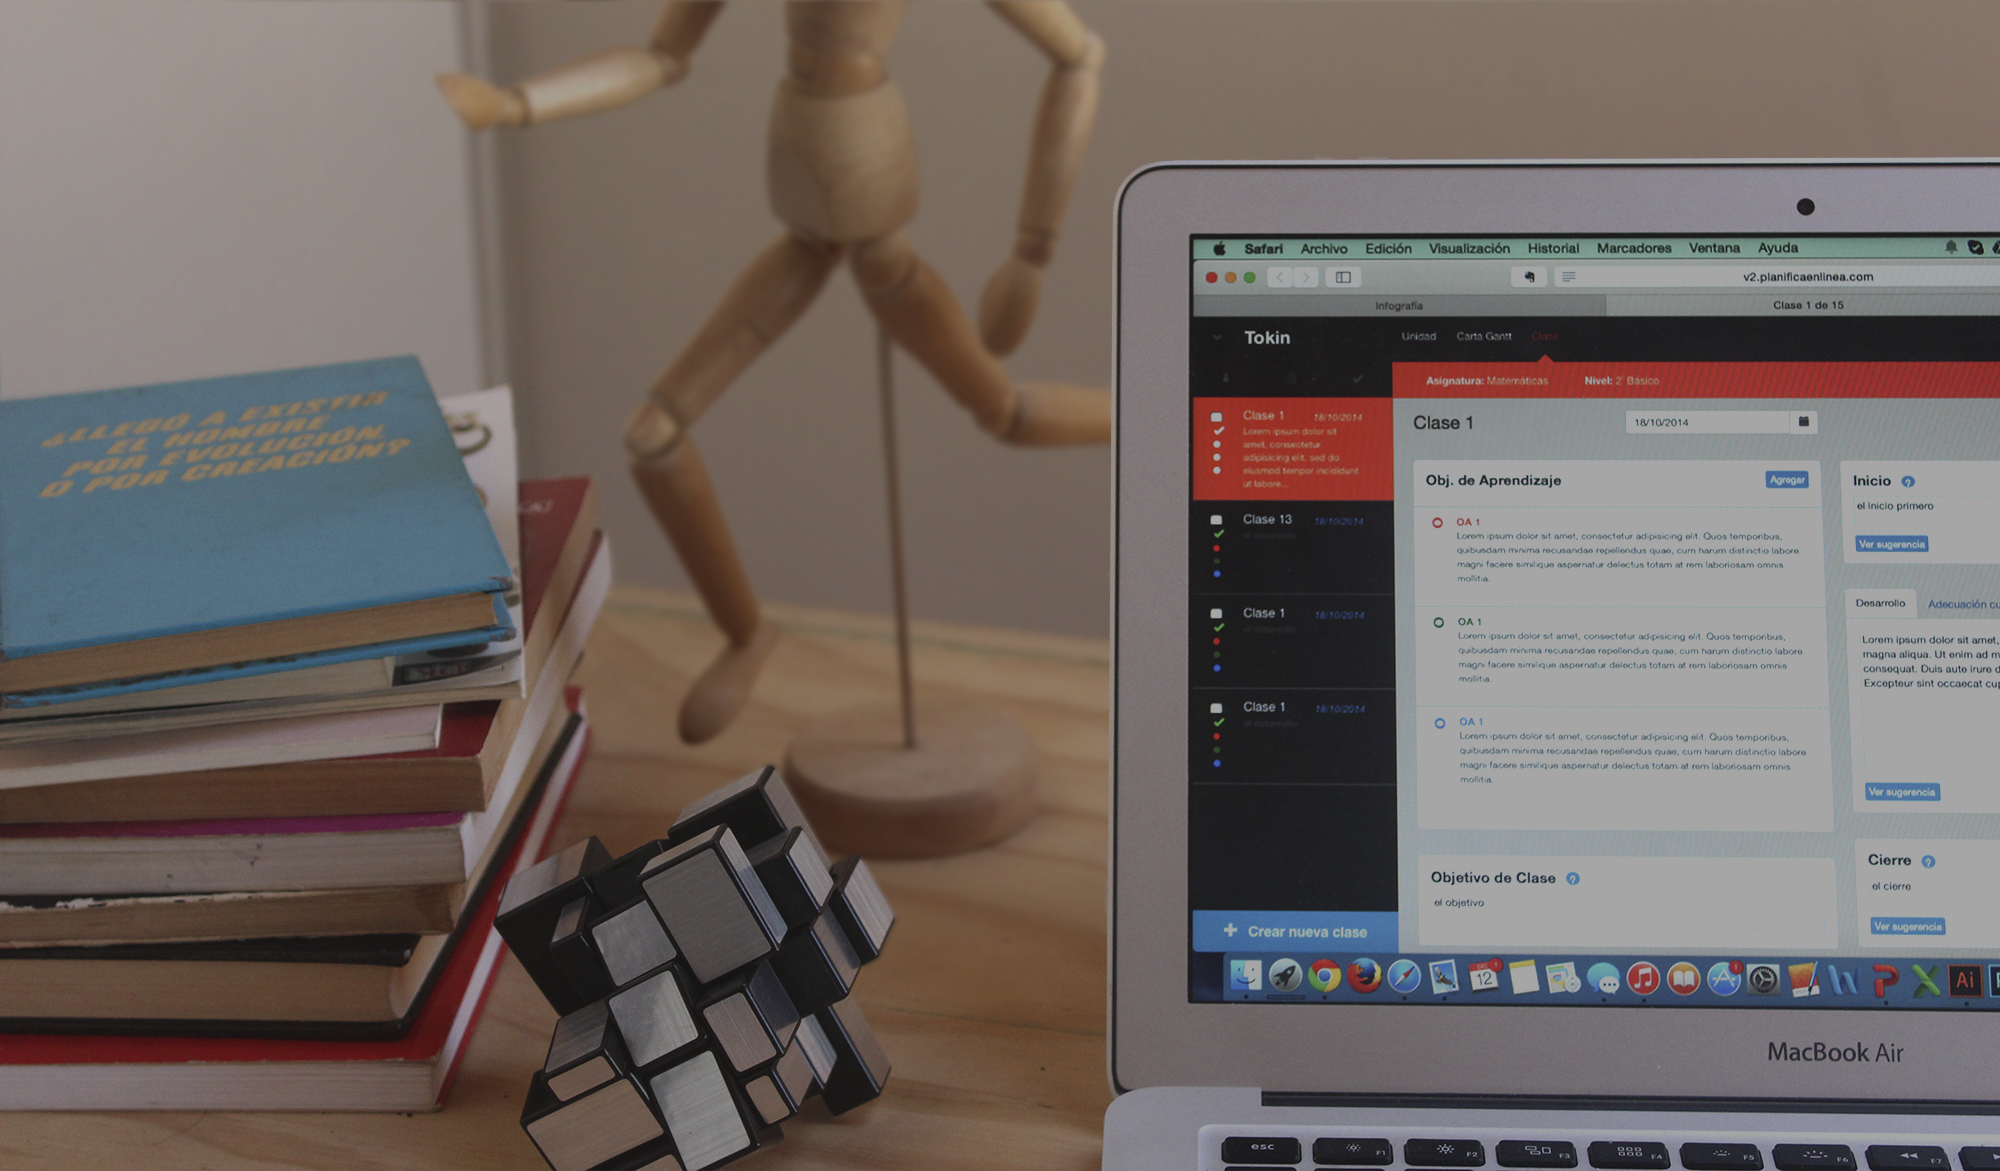 ¿LLEGÓ A EXISTIR
EL HOMBRE
POR EVOLUCIÓN
O POR CREACIÓN?
Safari Archivo Edición Visualización Historial Marcadores Ventana Ayuda
v2.planificaenlinea.com
Infografía
Clase 1 de 15
Tokin
Unidad Carta Gantt Clase
Asignatura: Matemáticas Nivel: 2° Básico
Clase 1 18/10/2014
Lorem ipsum dolor sit
amet, consectetur
adipisicing elit, sed do
eiusmod tempor incididunt
ut labore...
Clase 13 18/10/2014
el desarrollo
Clase 1 18/10/2014
el desarrollo
Clase 1 18/10/2014
el desarrollo
Crear nueva clase
Clase 1
18/10/2014
Obj. de Aprendizaje
Agregar
OA 1
Lorem ipsum dolor sit amet, consectetur adipisicing elit. Quos temporibus,
quibusdam minima recusandae repellendus quae, cum harum distinctio labore
magni facere similique aspernatur delectus totam at rem laboriosam omnis
mollitia.
OA 1
Lorem ipsum dolor sit amet, consectetur adipisicing elit. Quos temporibus,
quibusdam minima recusandae repellendus quae, cum harum distinctio labore
magni facere similique aspernatur delectus totam at rem laboriosam omnis
mollitia.
OA 1
Lorem ipsum dolor sit amet, consectetur adipisicing elit. Quos temporibus,
quibusdam minima recusandae repellendus quae, cum harum distinctio labore
magni facere similique aspernatur delectus totam at rem laboriosam omnis
mollitia.
Objetivo de Clase
el objetivo
Inicio
el inicio primero
Ver sugerencia
Desarrollo Adecuación cu
Lorem ipsum dolor sit amet,
magna aliqua. Ut enim ad m
consequat. Duis aute irure d
Excepteur sint occaecat cup
Ver sugerencia
Cierre
el cierre
Ver sugerencia
12
Ai
MacBook Air
esc F1 F2 F3 F4 F5 F6 F7